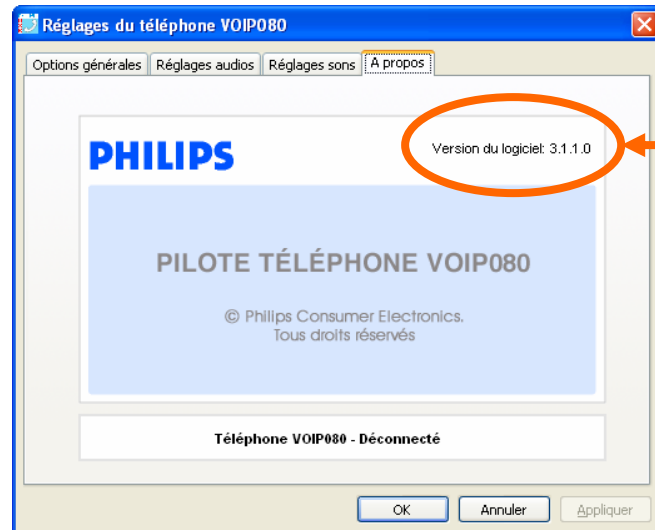 Réglages du téléphone VOIP080
Options générales Réglages audios Réglages sons A propos
PHILIPS
Version du logiciel: 3.1.1.0
PILOTE TÉLÉPHONE VOIP080
© Philips Consumer Electronics.
Tous droits réservés
Téléphone VOIP080 - Déconnecté
OK Annuler Appliquer